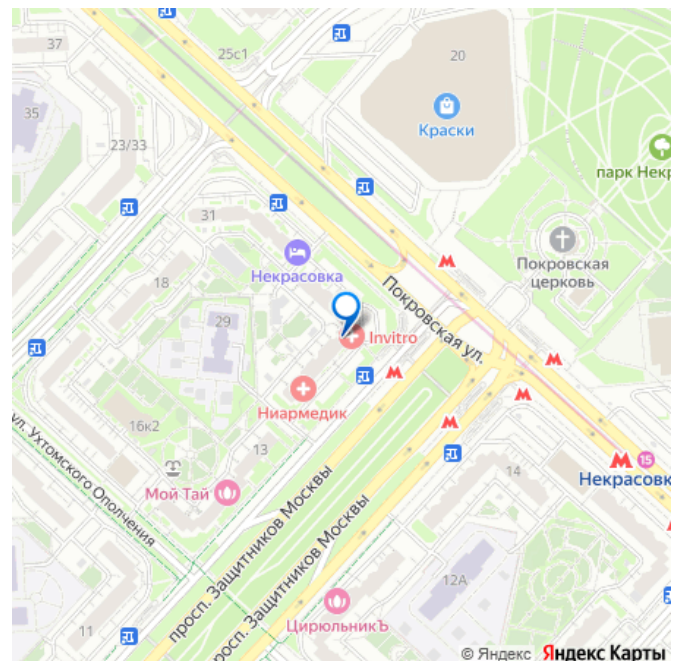 37
25с1
20
35
Краски
23/33
парк Некр
31
Покровская
церковь
Некрасовка
18
Покровская ул.
29
Invitro
Ниармедик
16к2
13
ул. Ухтомского Ополчения
15
Некрасовк
14
Мой Тай
просп. Защитников Москвы
росп. Защитников Москвы
12А
ЦирюльникЪ
11
© Яндекс Яндекс Карты